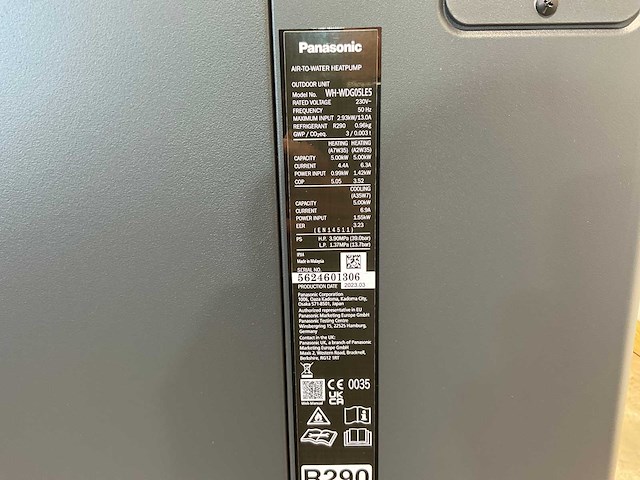 Panasonic
AIR-TO-WATER HEATPUMP
OUTDOOR UNIT
Model No. WH-WDG05LE5
RATED VOLTAGE 230V~
FREQUENCY 50 Hz
MAXIMUM INPUT 2.93kW/13.0A
REFRIGERANT R290 0.96kg
GWP / CO₂eq. 3 / 0.003 t
HEATING HEATING
(A7W35) (A2W35)
CAPACITY 5.00kW 5.00kW
CURRENT 4.4A 6.3A
POWER INPUT 0.99kW 1.42kW
COP 5.05 3.52
COOLING
(A35W7)
CAPACITY 5.00kW
CURRENT 6.9A
POWER INPUT 1.55kW
EER 3.23
(EN14511)
PS H.P. 3.90MPa (39.0bar)
L.P. 1.37MPa (13.7bar)
IPX4
Made in Malaysia
SERIAL NO.
5624601306
PRODUCTION DATE 2023.03
Panasonic Corporation
1006, Oaza Kadoma, Kadoma City,
Osaka 571-8501, Japan
Authorized representative in EU
Panasonic Marketing Europe GmbH
Panasonic Testing Centre
Winsbergring 15, 22525 Hamburg,
Germany
Contact in the UK:
Panasonic UK, a branch of Panasonic
Marketing Europe GmbH
Maxis 2, Western Road, Bracknell,
Berkshire, RG12 1RT
CE 0035
UK
CA
Web Manual
R290